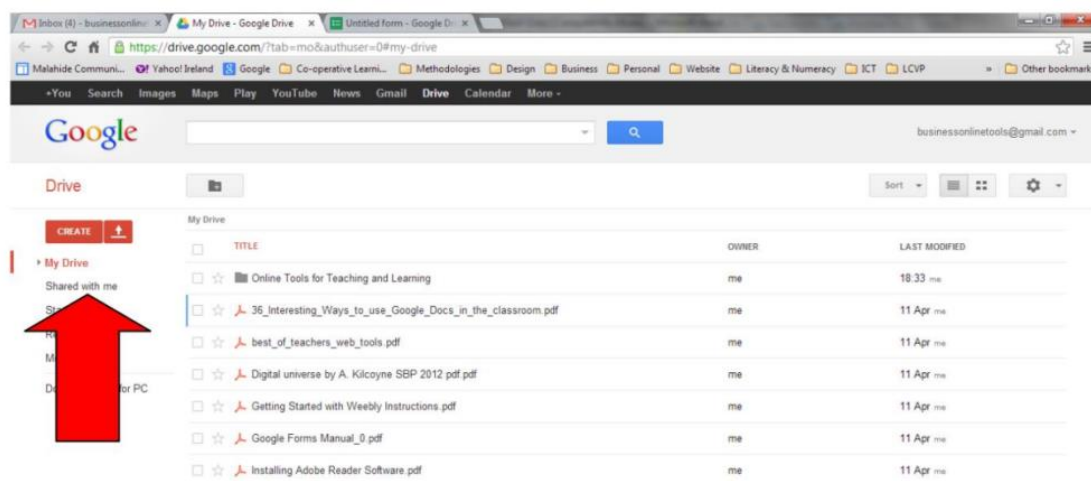 Inbox (4) - businessonline
My Drive - Google Drive
Untitled form - Google Dr
https://drive.google.com/?tab=mo&authuser=0#my-drive
Malahide Communi... Yahoo! Ireland Google Co-operative Learni... Methodologies Design Business Personal Website Literacy & Numeracy ICT LCVP » Other bookmark
+You Search Images Maps Play YouTube News Gmail Drive Calendar More
Google
businessonlinetools@gmail.com
Drive
Sort
CREATE
My Drive
TITLE OWNER LAST MODIFIED
My Drive
Shared with me
Online Tools for Teaching and Learning me 18:33 me
36_Interesting_Ways_to_use_Google_Docs_in_the_classroom.pdf me 11 Apr me
best_of_teachers_web_tools.pdf me 11 Apr me
Digital universe by A. Kilcoyne SBP 2012 pdf.pdf me 11 Apr me
for PC
Getting Started with Weebly Instructions.pdf me 11 Apr me
Google Forms Manual_0.pdf me 11 Apr me
Installing Adobe Reader Software.pdf me 11 Apr me